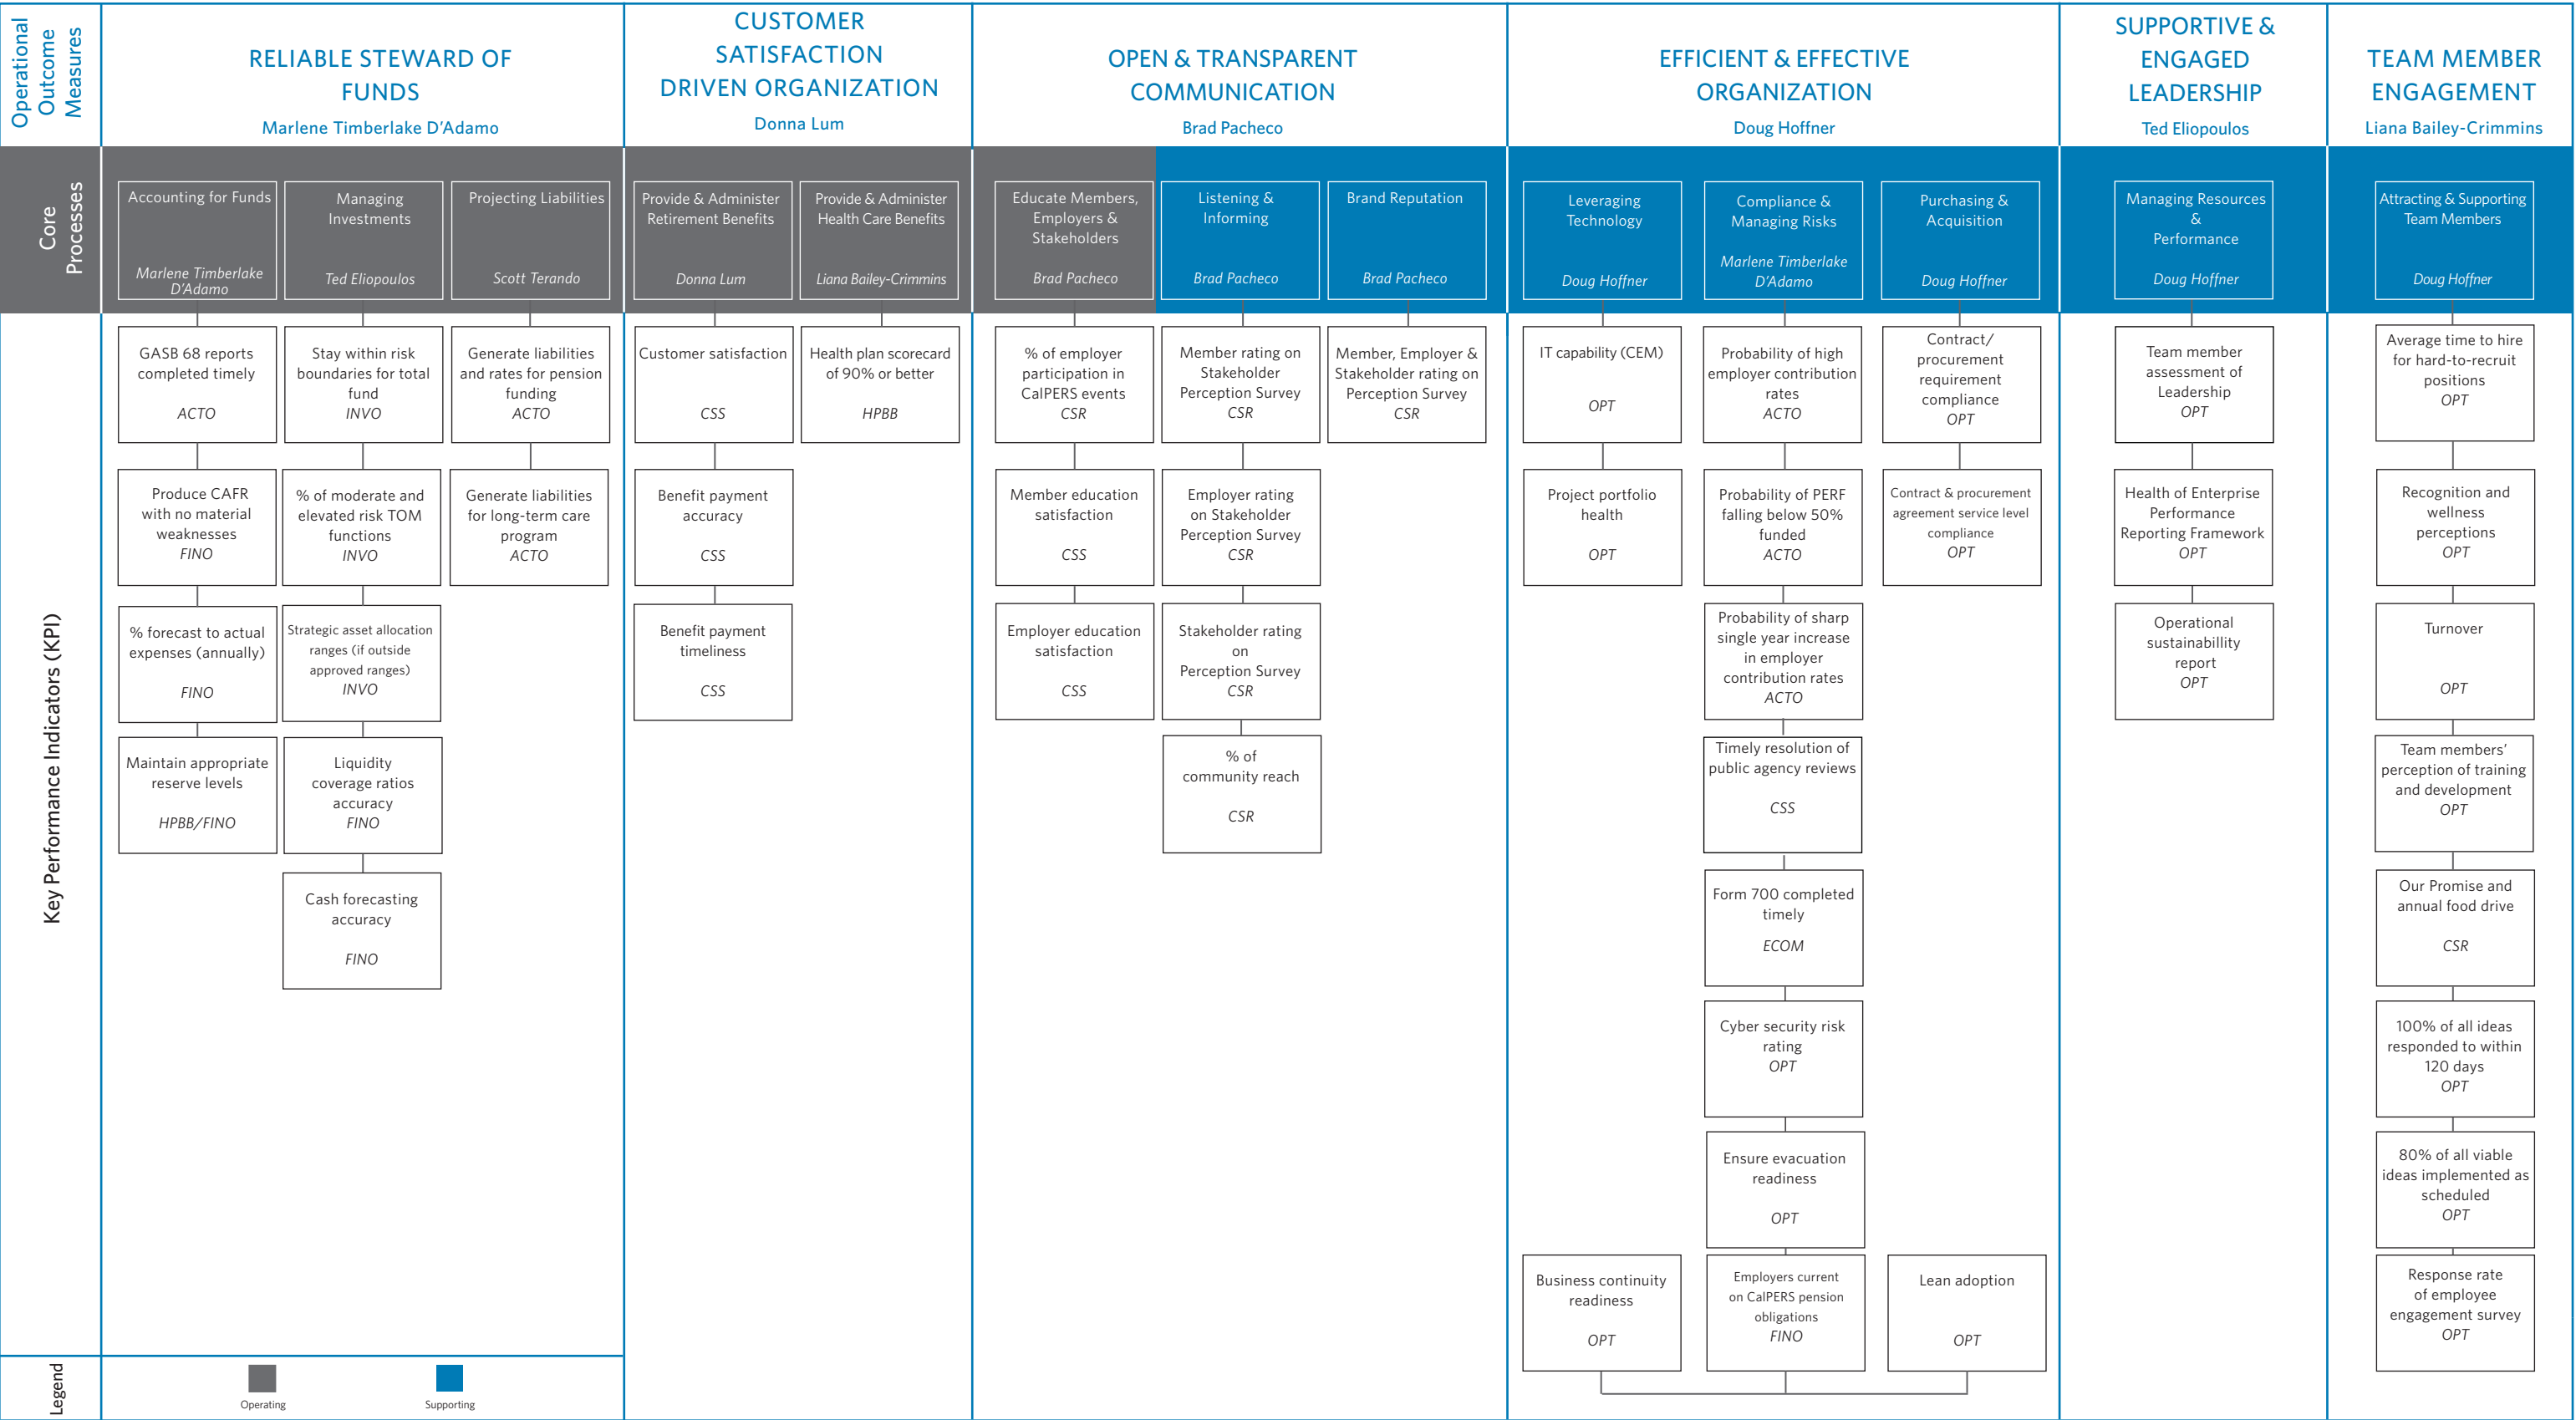 Operational
Outcome
Measures
RELIABLE STEWARD OF
FUNDS
Marlene Timberlake D’Adamo
CUSTOMER
SATISFACTION
DRIVEN ORGANIZATION
Donna Lum
OPEN & TRANSPARENT
COMMUNICATION
Brad Pacheco
EFFICIENT & EFFECTIVE
ORGANIZATION
Doug Hoffner
SUPPORTIVE &
ENGAGED
LEADERSHIP
Ted Eliopoulos
TEAM MEMBER
ENGAGEMENT
Liana Bailey-Crimmins
Core
Processes
Accounting for Funds
Marlene Timberlake
D’Adamo
Managing
Investments
Ted Eliopoulos
Projecting Liabilities
Scott Terando
Provide & Administer
Retirement Benefits
Donna Lum
Provide & Administer
Health Care Benefits
Liana Bailey-Crimmins
Educate Members,
Employers &
Stakeholders
Brad Pacheco
Listening &
Informing
Brad Pacheco
Brand Reputation
Brad Pacheco
Leveraging
Technology
Doug Hoffner
Compliance &
Managing Risks
Marlene Timberlake
D’Adamo
Purchasing &
Acquisition
Doug Hoffner
Managing Resources
&
Performance
Doug Hoffner
Attracting & Supporting
Team Members
Doug Hoffner
Key Performance Indicators (KPI)
GASB 68 reports
completed timely
ACTO
Produce CAFR
with no material
weaknesses
FINO
% forecast to actual
expenses (annually)
FINO
Maintain appropriate
reserve levels
HPBB/FINO
Stay within risk
boundaries for total
fund
INVO
% of moderate and
elevated risk TOM
functions
INVO
Strategic asset allocation
ranges (if outside
approved ranges)
INVO
Liquidity
coverage ratios
accuracy
FINO
Cash forecasting
accuracy
FINO
Generate liabilities
and rates for pension
funding
ACTO
Generate liabilities
for long-term care
program
ACTO
Customer satisfaction
CSS
Benefit payment
accuracy
CSS
Benefit payment
timeliness
CSS
Health plan scorecard
of 90% or better
HPBB
% of employer
participation in
CalPERS events
CSR
Member education
satisfaction
CSS
Employer education
satisfaction
CSS
Member rating on
Stakeholder
Perception Survey
CSR
Employer rating
on Stakeholder
Perception Survey
CSR
Stakeholder rating
on
Perception Survey
CSR
% of
community reach
CSR
Member, Employer &
Stakeholder rating on
Perception Survey
CSR
IT capability (CEM)
OPT
Project portfolio
health
OPT
Probability of high
employer contribution
rates
ACTO
Probability of PERF
falling below 50%
funded
ACTO
Probability of sharp
single year increase
in employer
contribution rates
ACTO
Timely resolution of
public agency reviews
CSS
Form 700 completed
timely
ECOM
Cyber security risk
rating
OPT
Ensure evacuation
readiness
OPT
Contract/
procurement
requirement
compliance
OPT
Contract & procurement
agreement service level
compliance
OPT
Business continuity
readiness
OPT
Employers current
on CalPERS pension
obligations
FINO
Lean adoption
OPT
Team member
assessment of
Leadership
OPT
Health of Enterprise
Performance
Reporting Framework
OPT
Operational
sustainabillity
report
OPT
Average time to hire
for hard-to-recruit
positions
OPT
Recognition and
wellness
perceptions
OPT
Turnover
OPT
Team members’
perception of training
and development
OPT
Our Promise and
annual food drive
CSR
100% of all ideas
responded to within
120 days
OPT
80% of all viable
ideas implemented as
scheduled
OPT
Response rate
of employee
engagement survey
OPT
Legend
Operating
Supporting